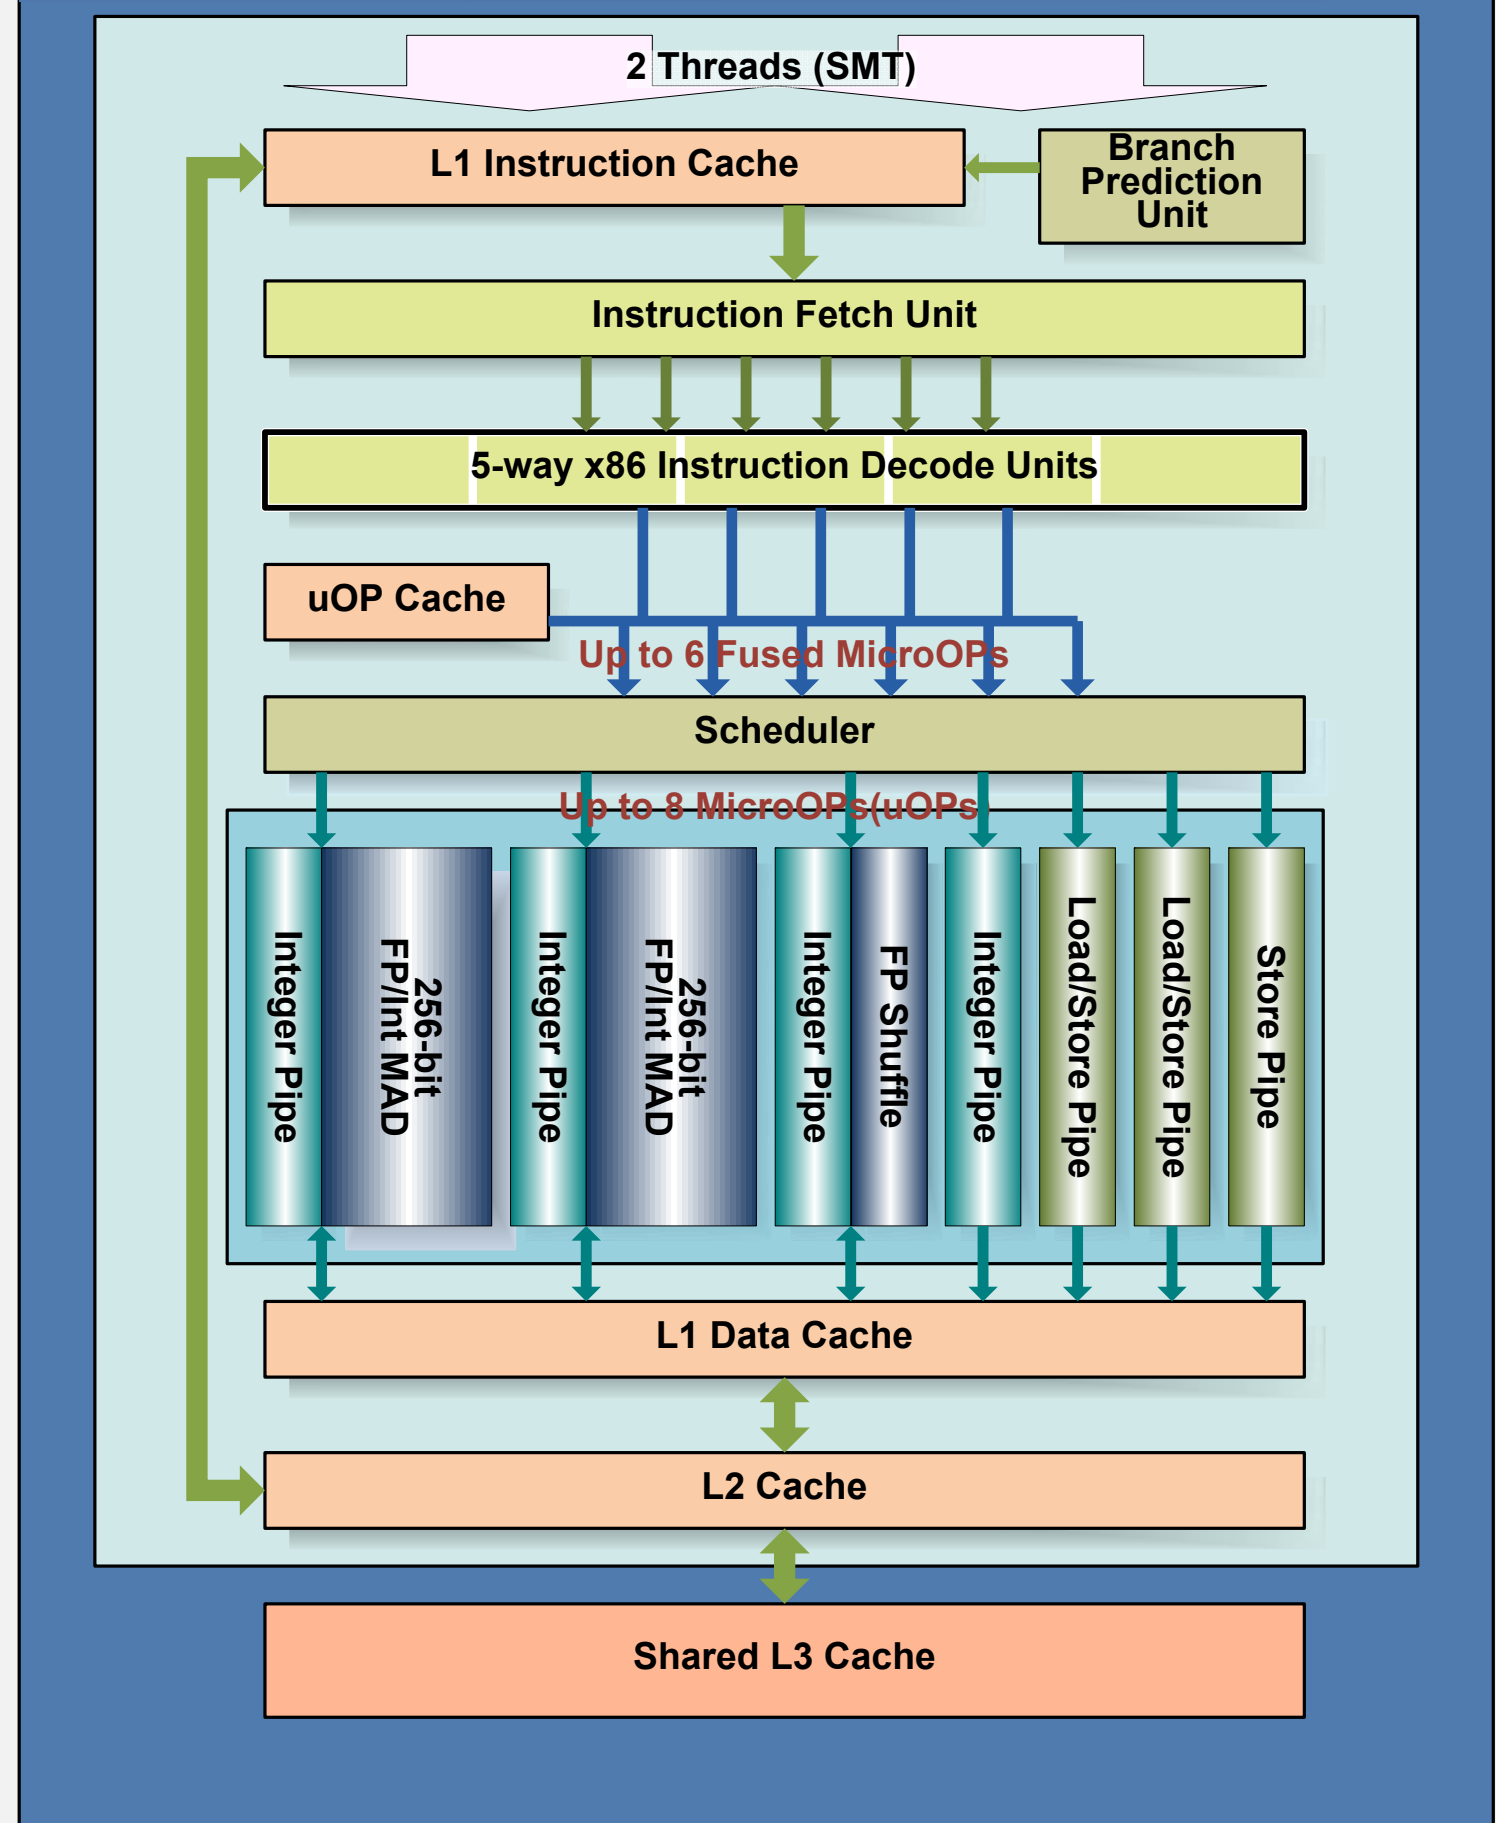 2 Threads (SMT)
L1 Instruction Cache
Branch
Prediction
Unit
Instruction Fetch Unit
5-way x86 Instruction Decode Units
uOP Cache
Up to 6 Fused MicroOPs
Scheduler
Up to 8 MicroOPs(uOPs)
Integer Pipe
256-bit
FP/Int MAD
Integer Pipe
256-bit
FP/Int MAD
Integer Pipe
FP Shuffle
Integer Pipe
Load/Store Pipe
Load/Store Pipe
Store Pipe
L1 Data Cache
L2 Cache
Shared L3 Cache